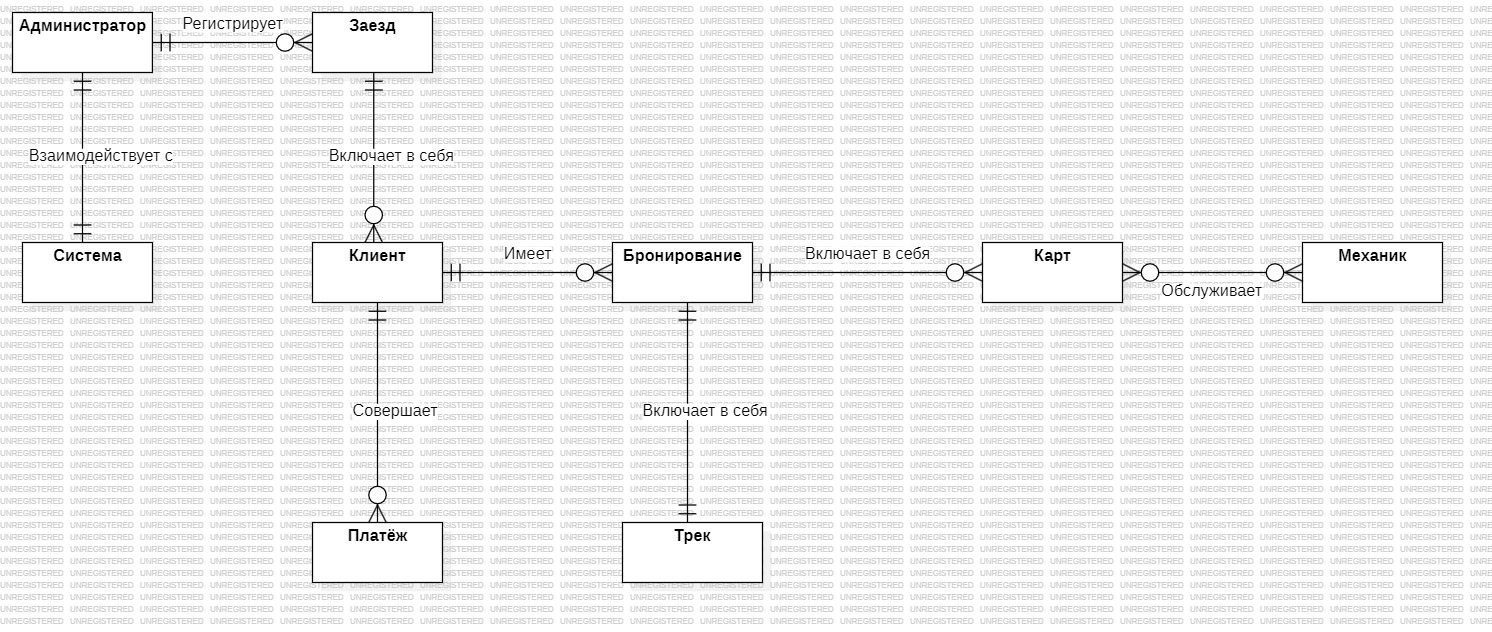 Администратор
Регистрирует
Заезд
Взаимодействует с
Включает в себя
Система
Клиент
Имеет
Бронирование
Включает в себя
Карт
Обслуживает
Механик
Совершает
Включает в себя
Платёж
Трек
UNREGISTERED